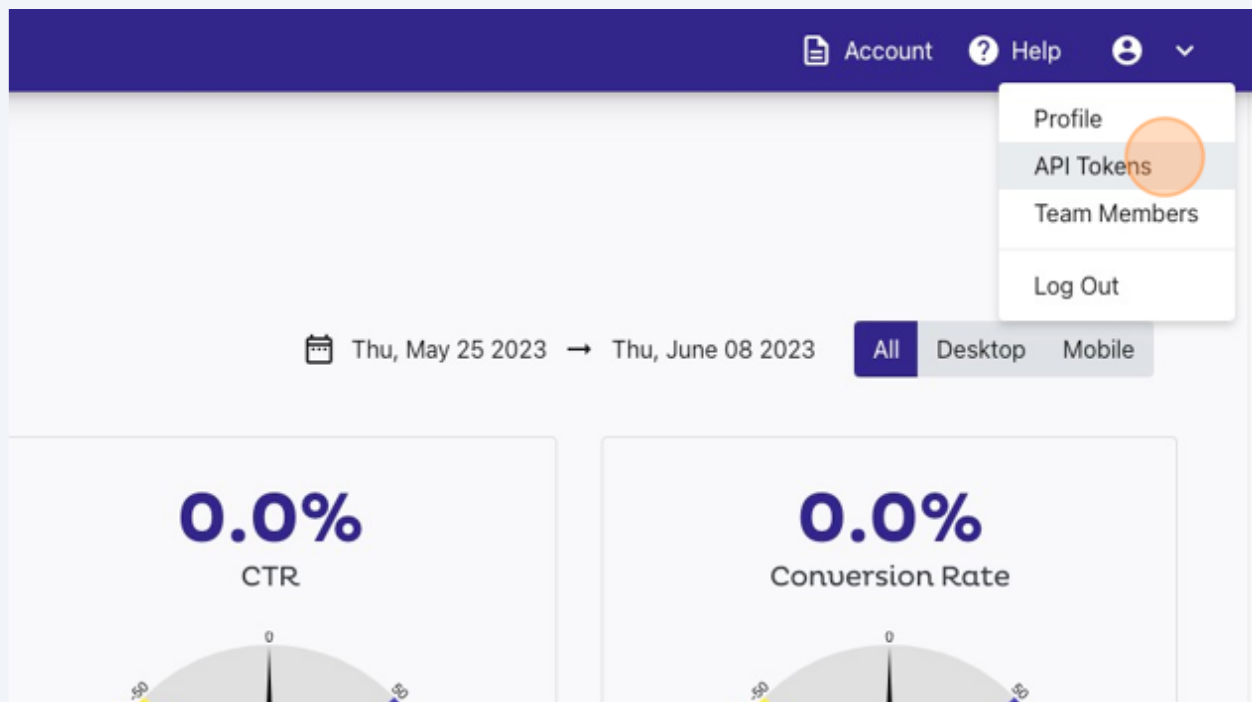 Account Help
Profile
API Tokens
Team Members
Log Out
Thu, May 25 2023 → Thu, June 08 2023 All Desktop Mobile
0.0% 0.0%
CTR Conversion Rate
0 0
-50 50 -50 50